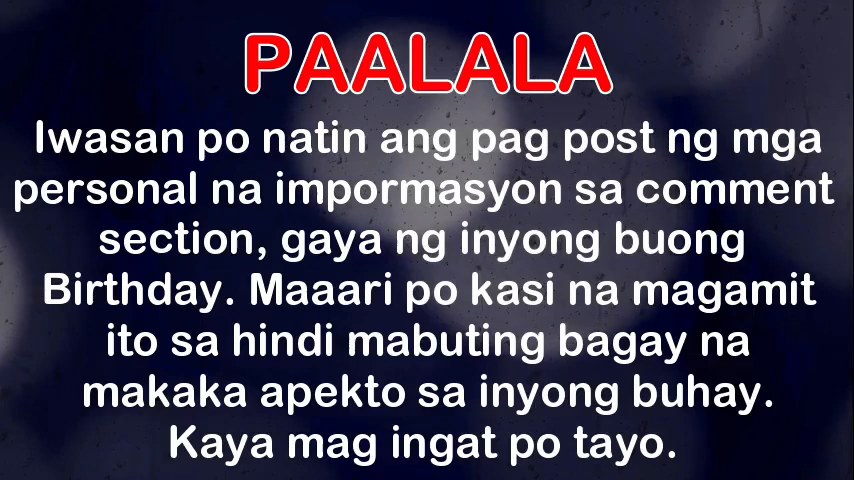 PAALALA
Iwasan po natin ang pag post ng mga
personal na impormasyon sa comment
section, gaya ng inyong buong
Birthday. Maaari po kasi na magamit
ito sa hindi mabuting bagay na
makaka apekto sa inyong buhay.
Kaya mag ingat po tayo.